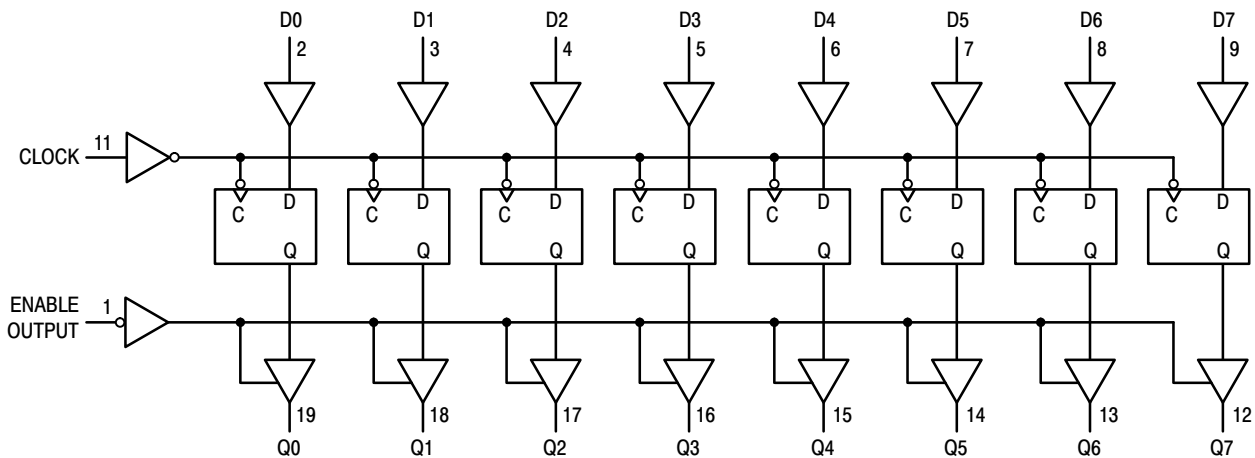 D0 D1 D2 D3 D4 D5 D6 D7
2 3 4 5 6 7 8 9
CLOCK 11
C D C D C D C D C D C D C D C D
Q Q Q Q Q Q Q Q
ENABLE 1
OUTPUT
19 18 17 16 15 14 13 12
Q0 Q1 Q2 Q3 Q4 Q5 Q6 Q7